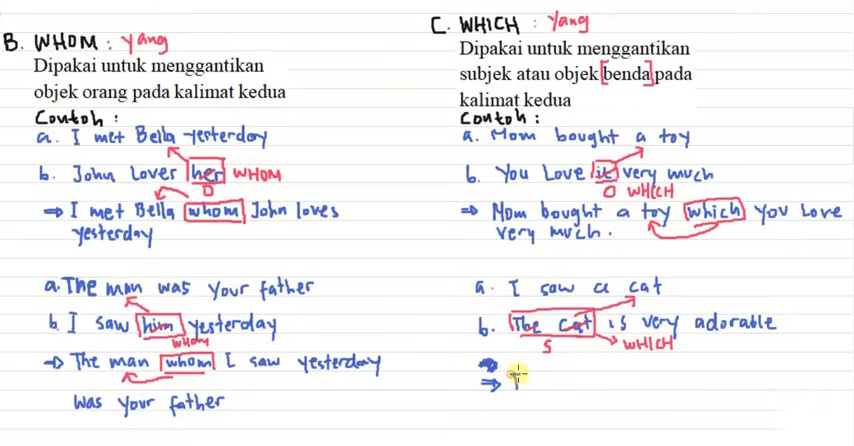 B. WHOM : Yang
Dipakai untuk menggantikan
objek orang pada kalimat kedua
Contoh :
a. I met Bella yesterday
b. John Lover her WHOM
O
⇒ I met Bella whom John loves
yesterday
a. The man was your father
b. I saw him yesterday
WHOM
⇒ The man whom I saw yesterday
was your father
C. WHICH : Yang
Dipakai untuk menggantikan
subjek atau objek [benda] pada
kalimat kedua
Contoh :
a. Mom bought a toy
b. You Love it very much
O WHICH
⇒ Mom bought a toy which you Love
very much.
a. I saw a cat
b. The cat is very adorable
S WHICH
⇒
⇒ I